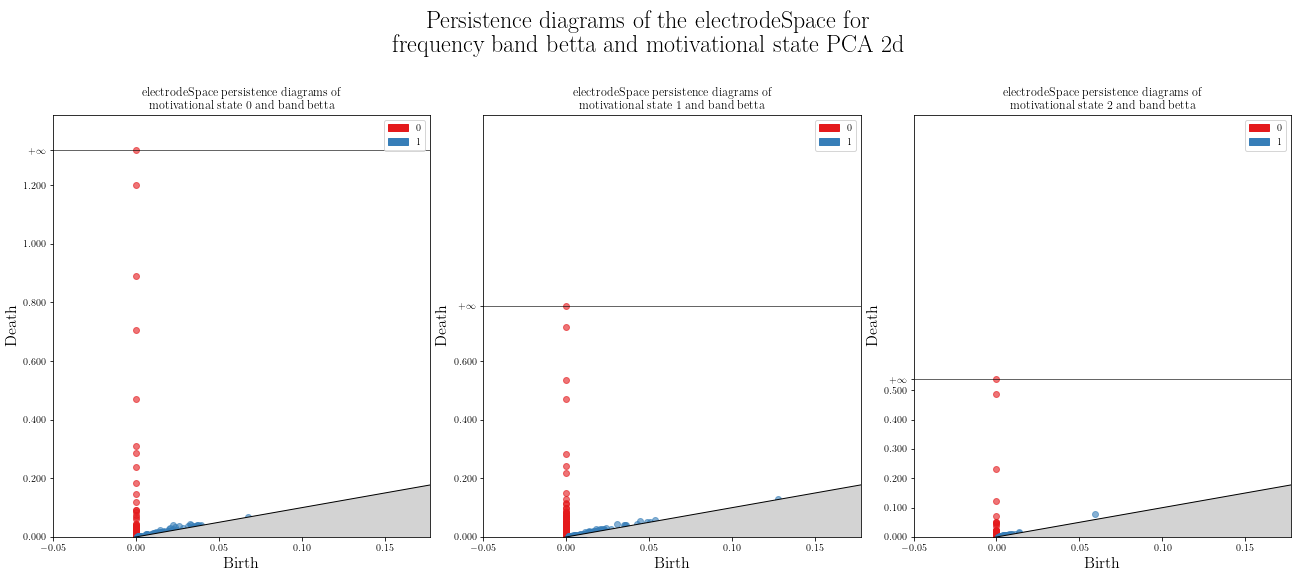 Persistence diagrams of the electrodeSpace for
frequency band betta and motivational state PCA 2d
electrodeSpace persistence diagrams of
motivational state 0 and band betta
0
1
+∞
1.200
1.000
0.800
0.600
0.400
0.200
0.000
Death
−0.05
0.00
0.05
0.10
0.15
Birth
electrodeSpace persistence diagrams of
motivational state 1 and band betta
0
1
+∞
0.600
0.400
0.200
0.000
Death
−0.05
0.00
0.05
0.10
0.15
Birth
electrodeSpace persistence diagrams of
motivational state 2 and band betta
0
1
+∞
0.500
0.400
0.300
0.200
0.100
0.000
Death
−0.05
0.00
0.05
0.10
0.15
Birth